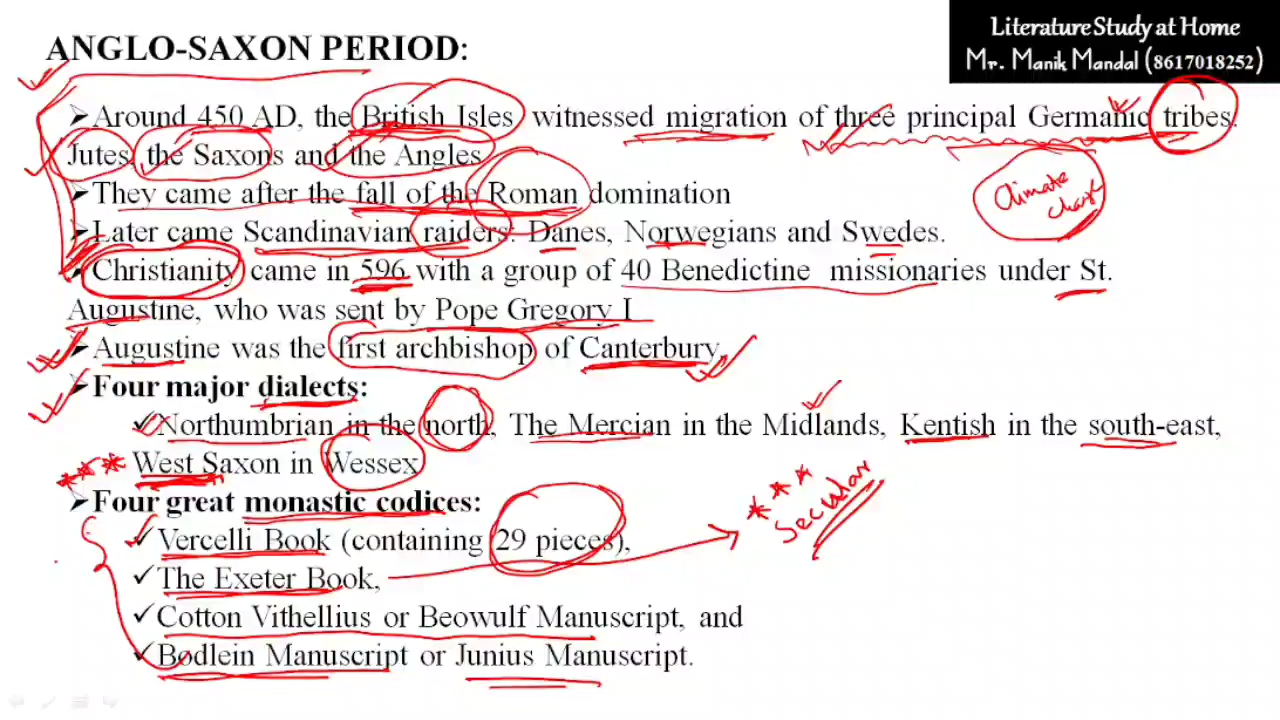 Literature Study at Home
Mr. Manik Mandal (8617018252)
ANGLO-SAXON PERIOD:
➢Around 450 AD, the British Isles witnessed migration of three principal Germanic tribes.
Jutes, the Saxons and the Angles
➢They came after the fall of the Roman domination
➢Later came Scandinavian raiders: Danes, Norwegians and Swedes.
Climate change
➢Christianity came in 596 with a group of 40 Benedictine missionaries under St.
Augustine, who was sent by Pope Gregory I
➢Augustine was the first archbishop of Canterbury.
➢Four major dialects:
✓Northumbrian in the north, The Mercian in the Midlands, Kentish in the south-east,
*** West Saxon in Wessex
➢Four great monastic codices:
✓Vercelli Book (containing 29 pieces),
*** Secular
✓The Exeter Book,
✓Cotton Vithellius or Beowulf Manuscript, and
✓Bodlein Manuscript or Junius Manuscript.